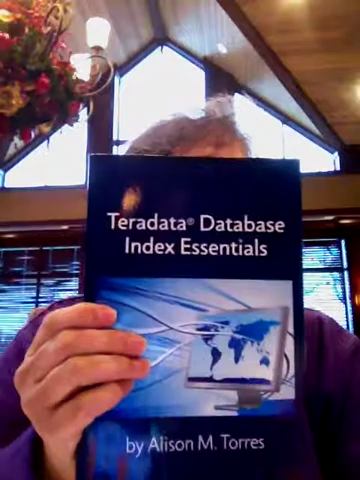 Teradata® Database
Index Essentials
by Alison M. Torres